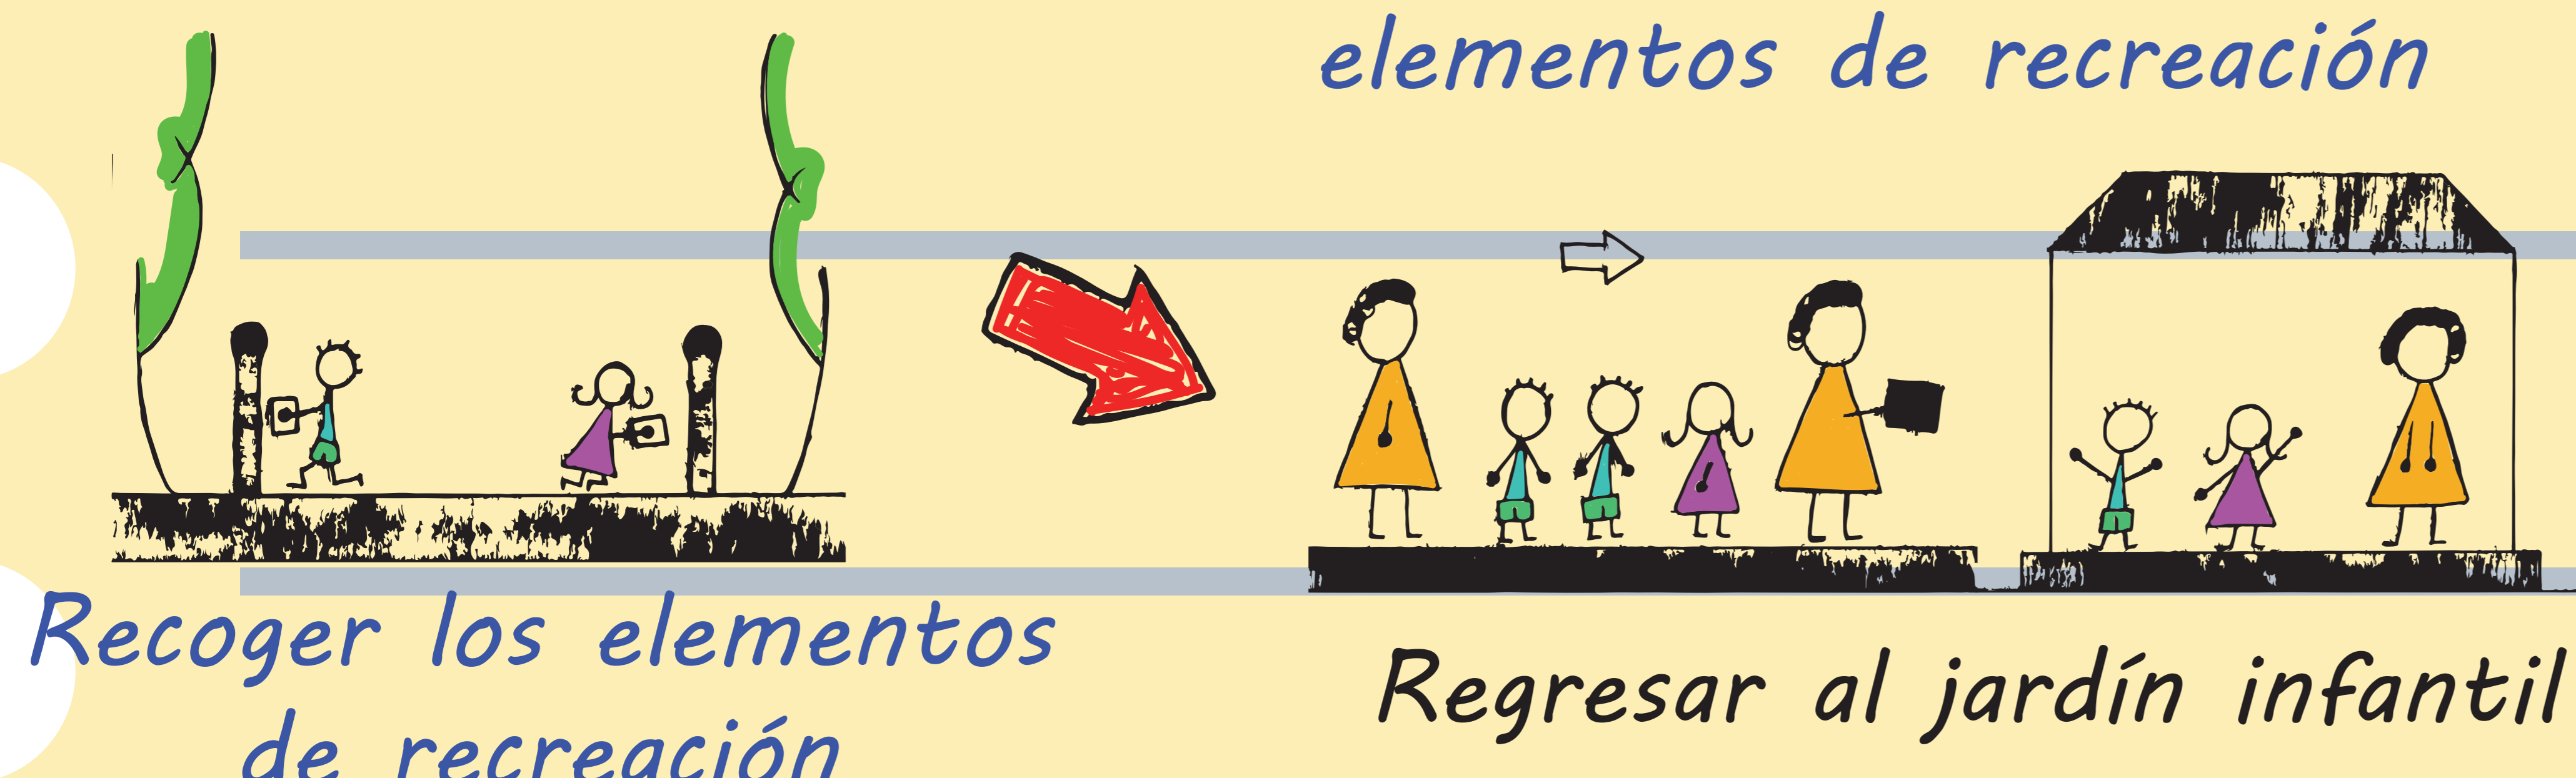 elementos de recreación
Recoger los elementos
de recreación
Regresar al jardín infantil